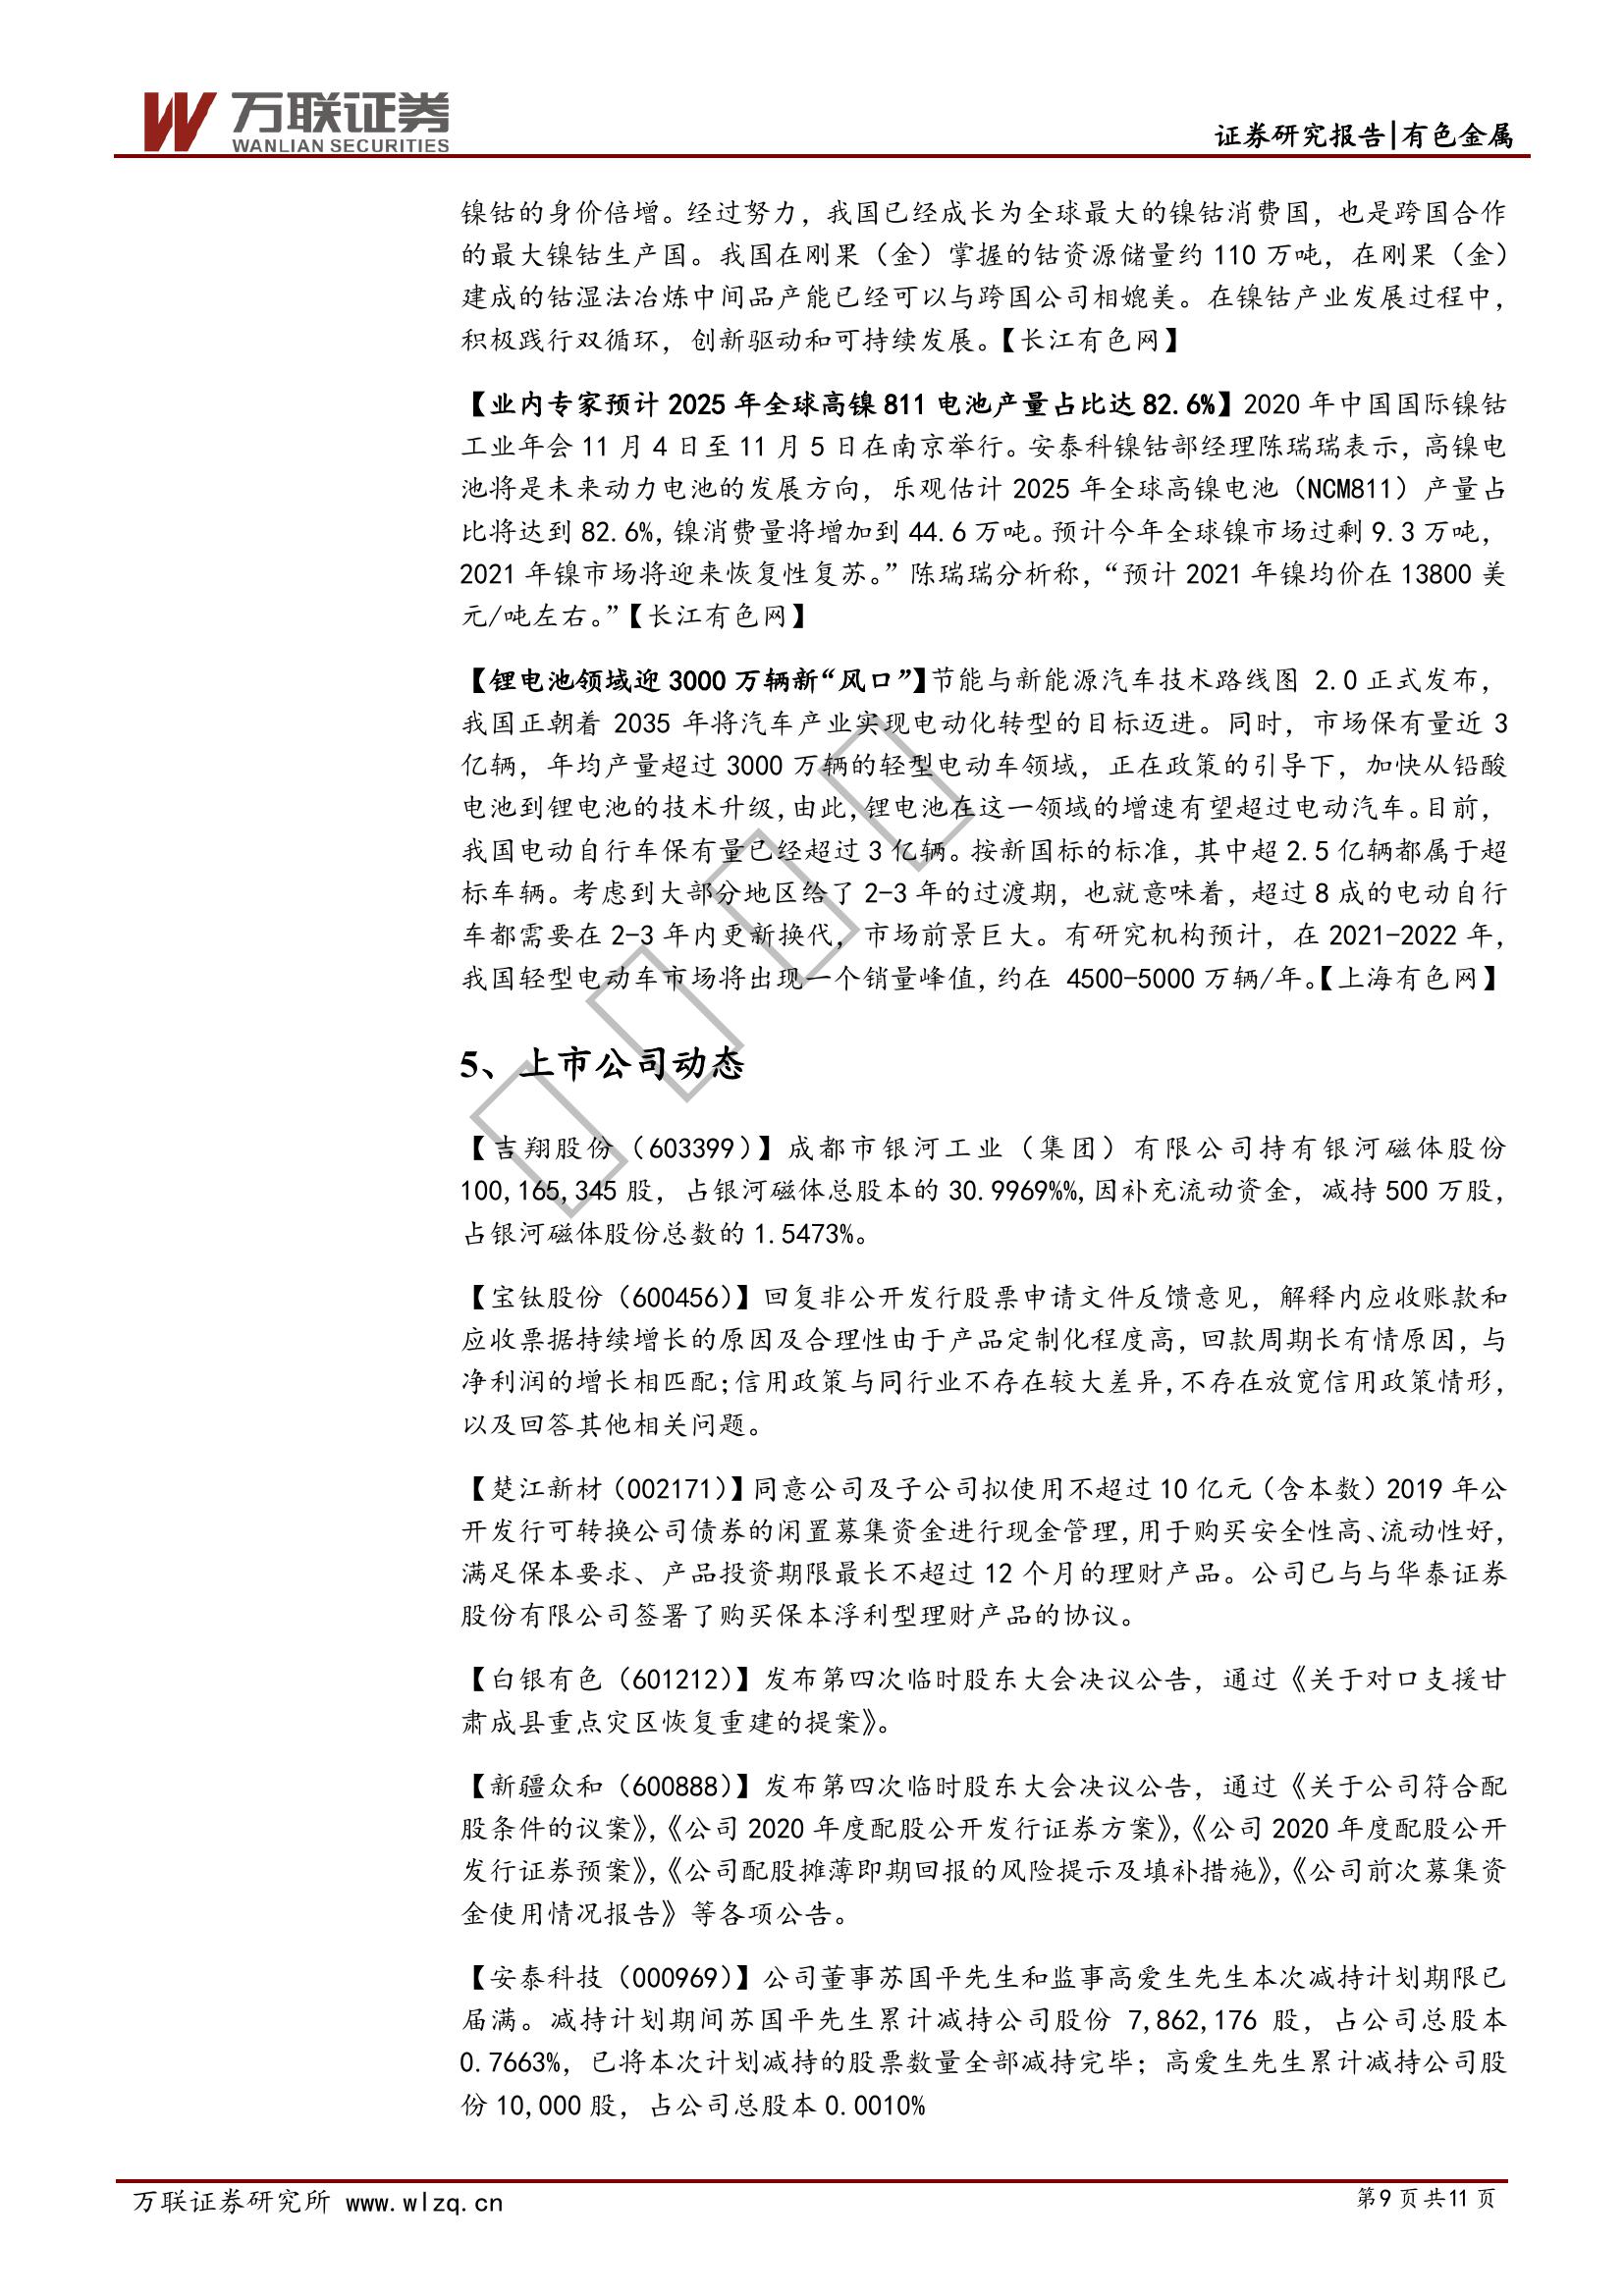 万联证券
WANLIAN SECURITIES
证券研究报告|有色金属
镍钴的身价倍增。经过努力，我国已经成长为全球最大的镍钴消费国，也是跨国合作
的最大镍钴生产国。我国在刚果（金）掌握的钴资源储量约 110 万吨，在刚果（金）
建成的钴湿法冶炼中间品产能已经可以与跨国公司相媲美。在镍钴产业发展过程中，
积极践行双循环，创新驱动和可持续发展。【长江有色网】
【业内专家预计 2025 年全球高镍 811 电池产量占比达 82.6%】2020 年中国国际镍钴
工业年会 11 月 4 日至 11 月 5 日在南京举行。安泰科镍钴部经理陈瑞瑞表示，高镍电
池将是未来动力电池的发展方向，乐观估计 2025 年全球高镍电池（NCM811）产量占
比将达到 82.6%,镍消费量将增加到 44.6 万吨。预计今年全球镍市场过剩 9.3 万吨，
2021 年镍市场将迎来恢复性复苏。”陈瑞瑞分析称，“预计 2021 年镍均价在 13800 美
元/吨左右。”【长江有色网】
【锂电池领域迎 3000 万辆新“风口”】节能与新能源汽车技术路线图 2.0 正式发布，
我国正朝着 2035 年将汽车产业实现电动化转型的目标迈进。同时，市场保有量近 3
亿辆，年均产量超过 3000 万辆的轻型电动车领域，正在政策的引导下，加快从铅酸
电池到锂电池的技术升级,由此,锂电池在这一领域的增速有望超过电动汽车。目前，
我国电动自行车保有量已经超过 3 亿辆。按新国标的标准，其中超 2.5 亿辆都属于超
标车辆。考虑到大部分地区给了 2-3 年的过渡期，也就意味着，超过 8 成的电动自行
车都需要在 2-3 年内更新换代，市场前景巨大。有研究机构预计，在 2021-2022 年，
我国轻型电动车市场将出现一个销量峰值,约在 4500-5000 万辆/年。【上海有色网】
5、上市公司动态
【吉翔股份（603399）】成都市银河工业（集团）有限公司持有银河磁体股份
100,165,345 股，占银河磁体总股本的 30.9969%%,因补充流动资金，减持 500 万股，
占银河磁体股份总数的 1.5473%。
【宝钛股份（600456）】回复非公开发行股票申请文件反馈意见，解释内应收账款和
应收票据持续增长的原因及合理性由于产品定制化程度高，回款周期长有情原因，与
净利润的增长相匹配;信用政策与同行业不存在较大差异,不存在放宽信用政策情形，
以及回答其他相关问题。
【楚江新材（002171）】同意公司及子公司拟使用不超过 10 亿元（含本数）2019 年公
开发行可转换公司债券的闲置募集资金进行现金管理,用于购买安全性高、流动性好，
满足保本要求、产品投资期限最长不超过 12 个月的理财产品。公司已与与华泰证券
股份有限公司签署了购买保本浮利型理财产品的协议。
【白银有色（601212）】发布第四次临时股东大会决议公告，通过《关于对口支援甘
肃成县重点灾区恢复重建的提案》。
【新疆众和（600888）】发布第四次临时股东大会决议公告，通过《关于公司符合配
股条件的议案》,《公司 2020 年度配股公开发行证券方案》,《公司 2020 年度配股公开
发行证券预案》,《公司配股摊薄即期回报的风险提示及填补措施》,《公司前次募集资
金使用情况报告》等各项公告。
【安泰科技（000969）】公司董事苏国平先生和监事高爱生先生本次减持计划期限已
届满。减持计划期间苏国平先生累计减持公司股份 7,862,176 股，占公司总股本
0.7663%，已将本次计划减持的股票数量全部减持完毕；高爱生先生累计减持公司股
份 10,000 股，占公司总股本 0.0010%
万联证券研究所 www.wlzq.cn
第 9 页 共 11 页